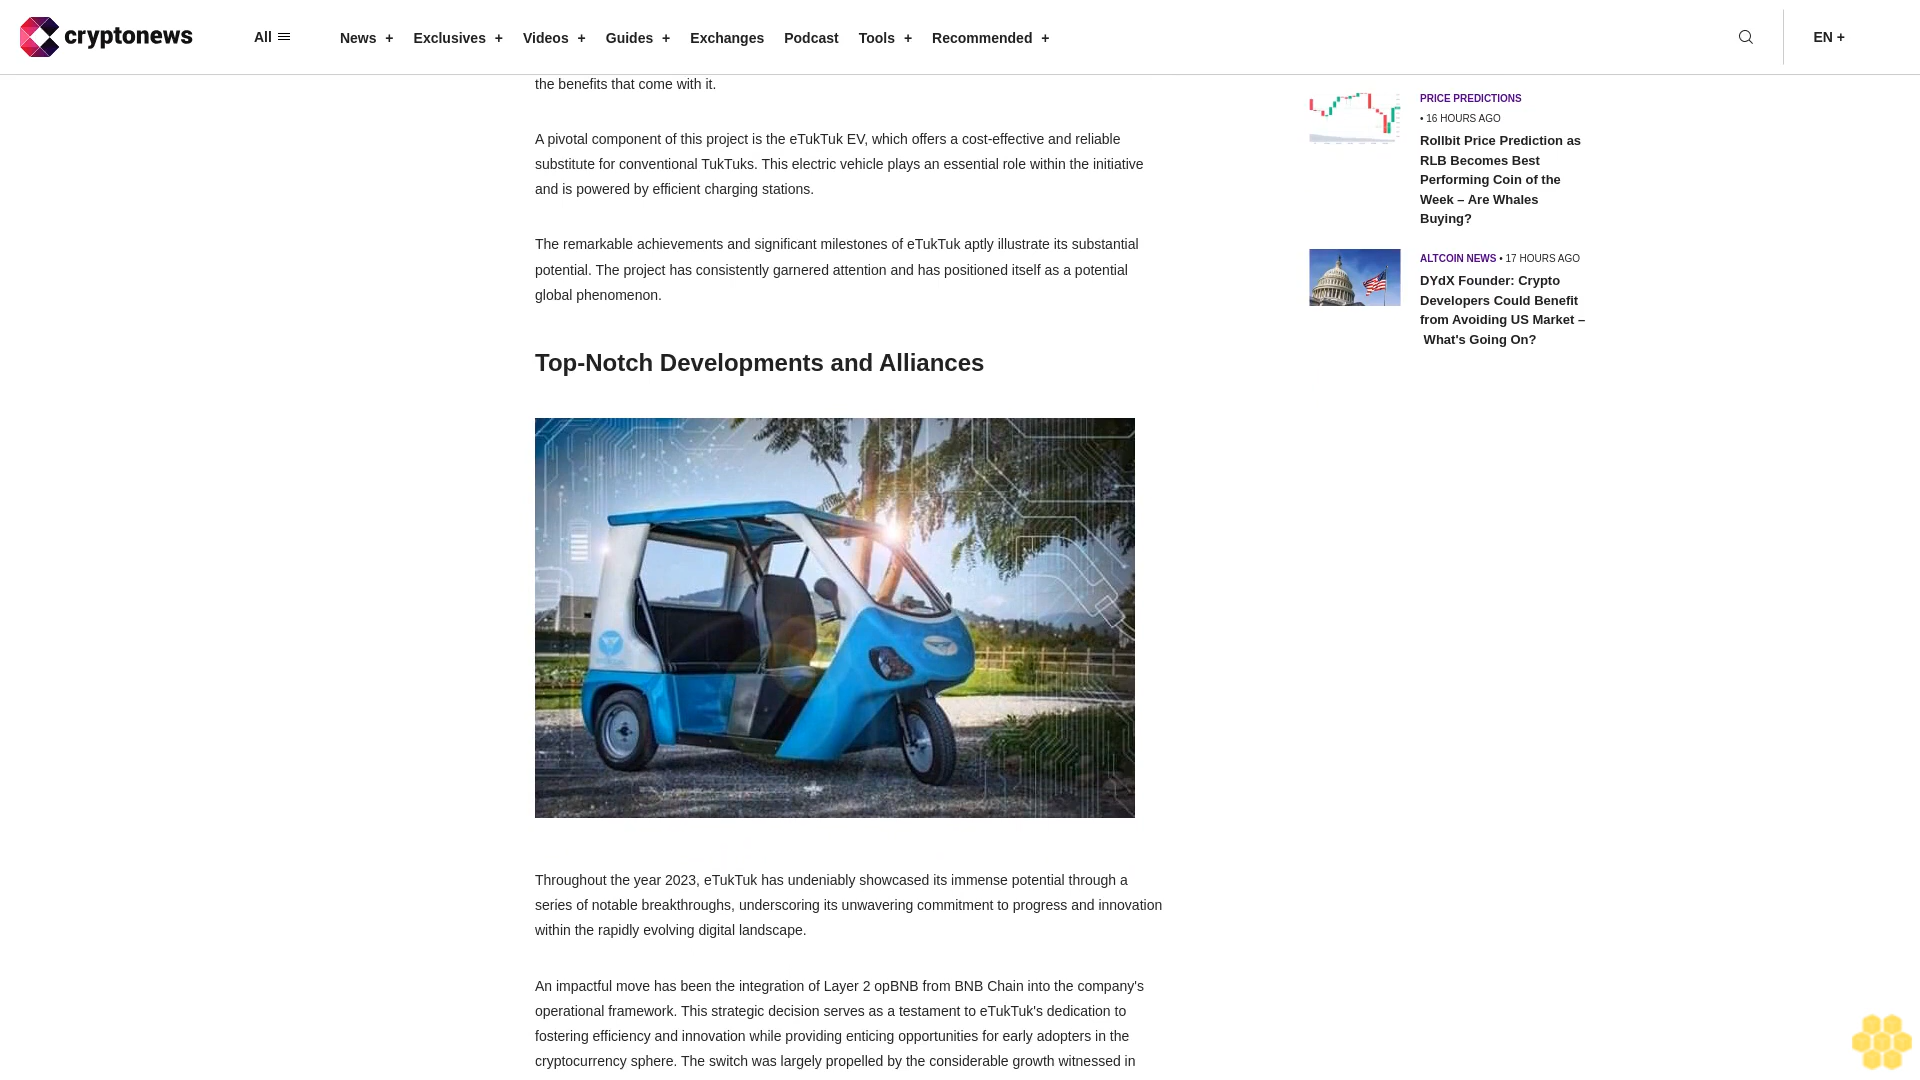 cryptonews
All
News +
Exclusives +
Videos +
Guides +
Exchanges
Podcast
Tools +
Recommended +
EN +
the benefits that come with it.
A pivotal component of this project is the eTukTuk EV, which offers a cost-effective and reliable
substitute for conventional TukTuks. This electric vehicle plays an essential role within the initiative
and is powered by efficient charging stations.
The remarkable achievements and significant milestones of eTukTuk aptly illustrate its substantial
potential. The project has consistently garnered attention and has positioned itself as a potential
global phenomenon.
Top-Notch Developments and Alliances
Throughout the year 2023, eTukTuk has undeniably showcased its immense potential through a
series of notable breakthroughs, underscoring its unwavering commitment to progress and innovation
within the rapidly evolving digital landscape.
An impactful move has been the integration of Layer 2 opBNB from BNB Chain into the company's
operational framework. This strategic decision serves as a testament to eTukTuk's dedication to
fostering efficiency and innovation while providing enticing opportunities for early adopters in the
cryptocurrency sphere. The switch was largely propelled by the considerable growth witnessed in
PRICE PREDICTIONS
• 16 HOURS AGO
Rollbit Price Prediction as
RLB Becomes Best
Performing Coin of the
Week – Are Whales
Buying?
ALTCOIN NEWS • 17 HOURS AGO
DYdX Founder: Crypto
Developers Could Benefit
from Avoiding US Market –
What's Going On?